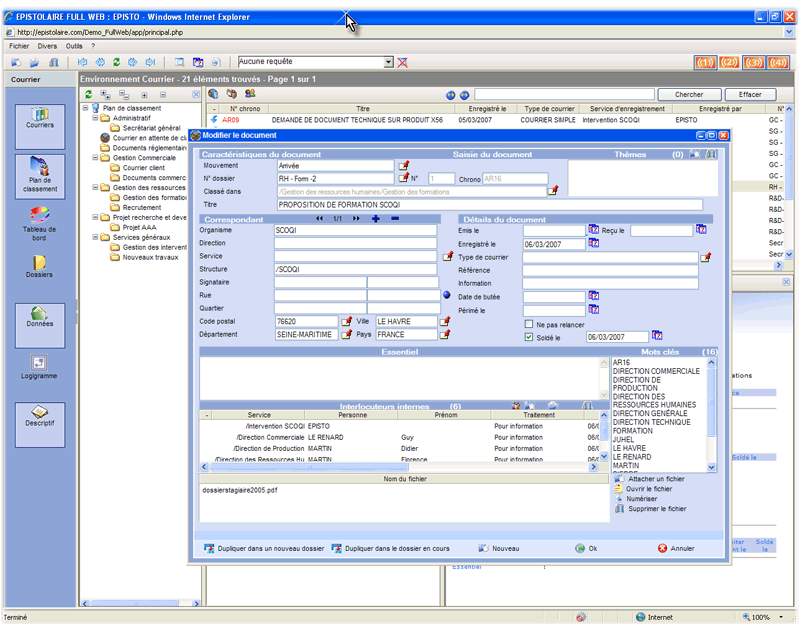 EPISTOLAIRE FULL WEB : EPISTO - Windows Internet Explorer
http://epistolaire.com/Demo_FullWeb/app/principal.php
Fichier Divers Outils ?
Aucune requête
((1)) ((2)) ((3)) ((4))
Courrier
Environnement Courrier - 21 éléments trouvés - Page 1 sur 1
Chercher Effacer
N° chrono Titre Enregistré le Type de courrier Service d'enregistrement Enregistré par N°
AR09 DEMANDE DE DOCUMENT TECHNIQUE SUR PRODUIT X56 05/03/2007 COURRIER SIMPLE Intervention SCOQI EPISTO GC -
Courriers
Plan de classement
Tableau de bord
Dossiers
Données
Logigramme
Descriptif
Plan de classement
Administratif
Secrétariat général
Courrier en attente de cl
Documents réglementair
Gestion Commerciale
Courrier client
Documents commerc
Gestion des ressources
Gestion des formatio
Recrutement
Projet recherche et deve
Projet AAA
Services généraux
Gestion des intervent
Nouveaux travaux
SG -
SG -
SG -
GC -
GC -
RH -
R&D-
R&D-
R&D-
Secr
Secr
Secr
Modifier le document
Caractéristiques du document Saisie du document Thèmes (0)
Mouvement Arrivée
N° dossier RH - Form -2 N° 1 Chrono AR16
Classé dans /Gestion des ressources humaines/Gestion des formations
Titre PROPOSITION DE FORMATION SCOQI
Correspondant 1/1
Organisme SCOQI
Direction
Service
Structure /SCOQI
Signataire
Rue
Quartier
Code postal 76620 Ville LE HAVRE
Département SEINE-MARITIME Pays FRANCE
Détails du document
Emis le Reçu le
Enregistré le 06/03/2007
Type de courrier
Référence
Information
Date de butée
Périmé le
Ne pas relancer
Soldé le 06/03/2007
Essentiel
Mots clés (16)
AR16
DIRECTION COMMERCIALE
DIRECTION DE
PRODUCTION
DIRECTION DES
RESSOURCES HUMAINES
DIRECTION GENÉRALE
DIRECTION TECHNIQUE
FORMATION
JUHEL
LE HAVRE
LE RENARD
MARTIN
Interlocuteurs internes (6)
Service Personne Prénom Traitement
/Intervention SCOQI EPISTO Pour information 06/0
/Direction Commerciale LE RENARD Guy Pour information 06/0
/Direction de Production MARTIN Didier Pour information 06/0
/Direction des Ressources Hu MARTIN Florence Pour information 06/0
Nom du fichier
dossierstagiaire2005.pdf
Attacher un fichier
Ouvrir le fichier
Numériser
Supprimer le fichier
Dupliquer dans un nouveau dossier Dupliquer dans le dossier en cours Nouveau Ok Annuler
ations
Soldé le
Soldé le
Essentiel
Terminé Internet 100%